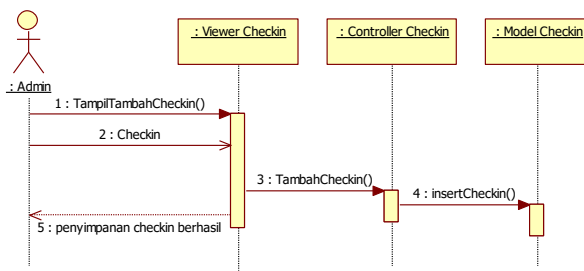 : Viewer Checkin
: Controller Checkin
: Model Checkin
: Admin
1 : TampilTambahCheckin()
2 : Checkin
3 : TambahCheckin()
4 : insertCheckin()
5 : penyimpanan checkin berhasil